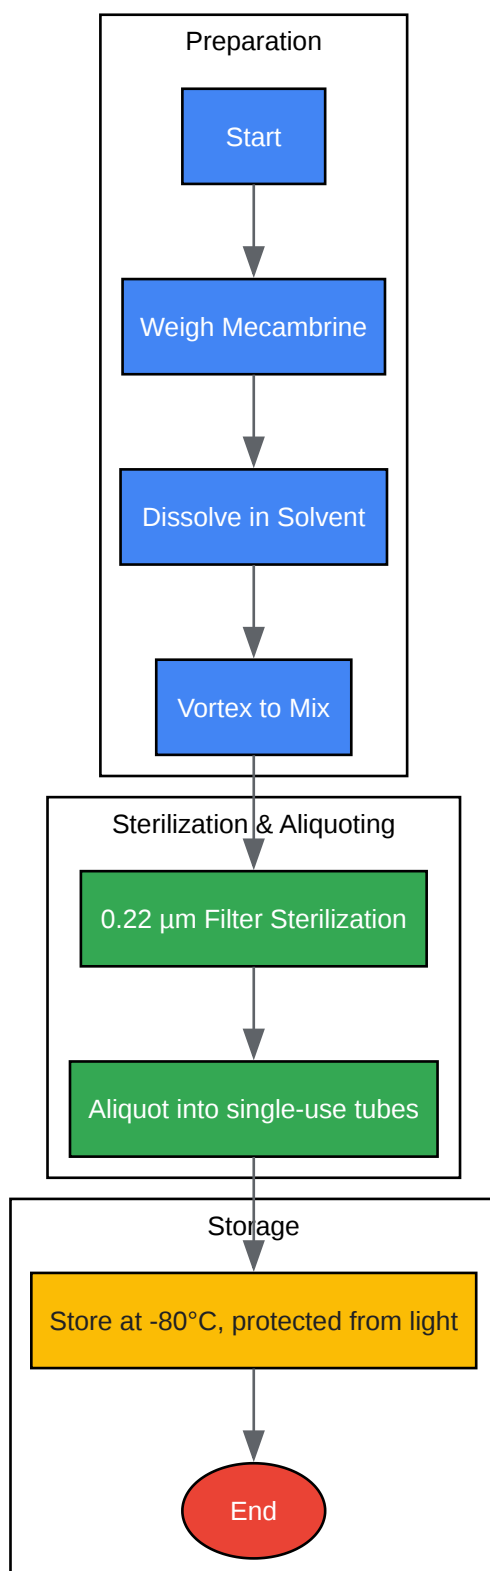 Preparation
Start
Weigh Mecambrine
Dissolve in Solvent
Vortex to Mix
Sterilization & Aliquoting
0.22 µm Filter Sterilization
Aliquot into single-use tubes
Storage
Store at -80°C, protected from light
End